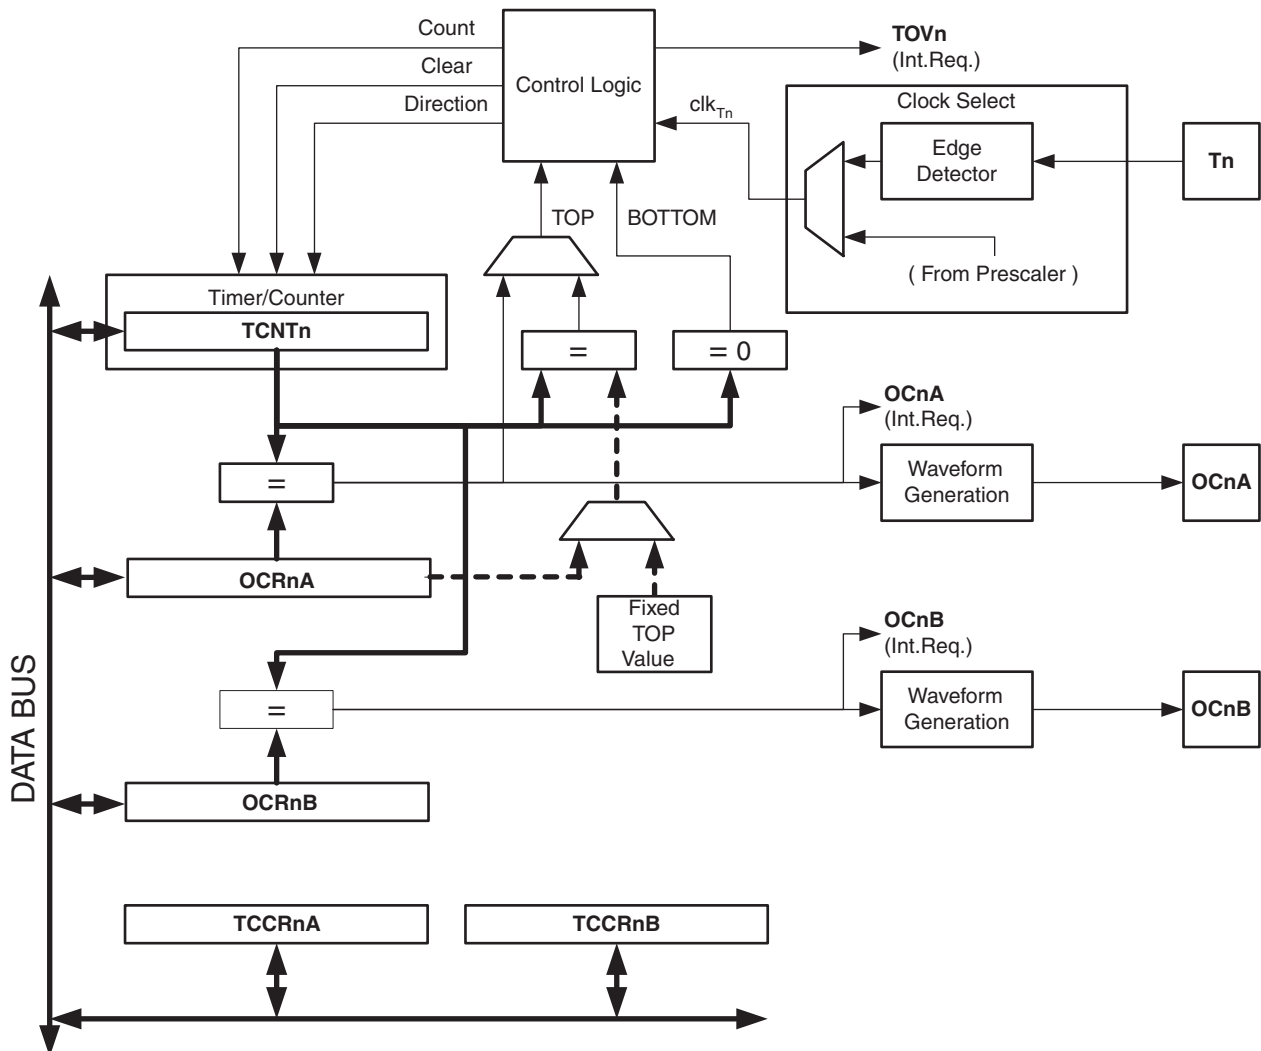 Count
Clear
Direction
Control Logic
TOVn
(Int.Req.)
clkTn
Clock Select
Edge
Detector
Tn
( From Prescaler )
TOP
BOTTOM
Timer/Counter
TCNTn
=
= 0
OCnA
(Int.Req.)
=
Waveform
Generation
OCnA
OCRnA
Fixed
TOP
Value
OCnB
(Int.Req.)
=
Waveform
Generation
OCnB
OCRnB
DATA BUS
TCCRnA
TCCRnB